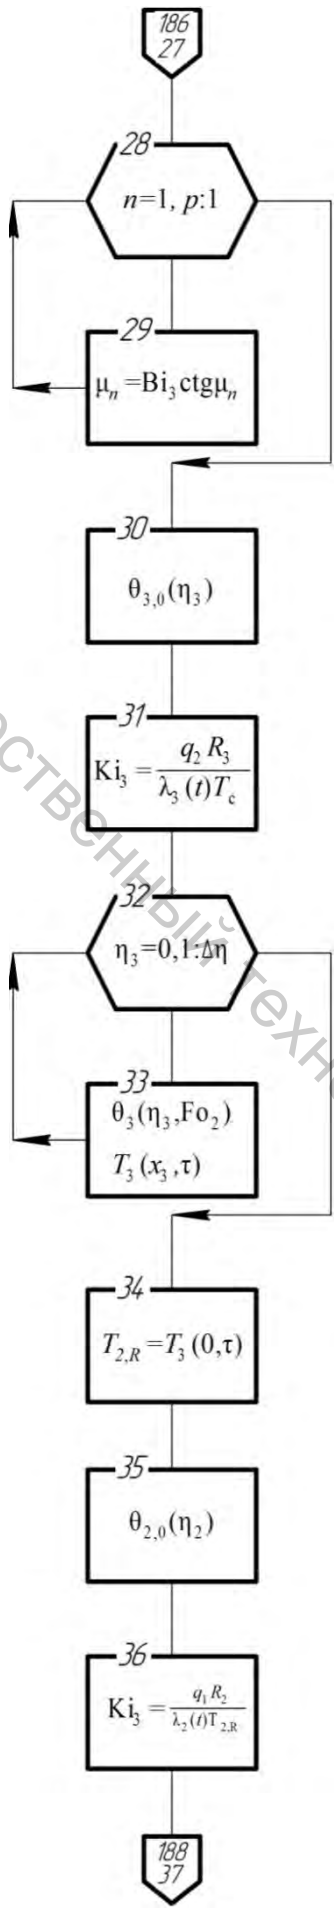 186
27
28
n=1, p:1
29
μₙ =Bi₃ ctgμₙ
30
θ₃,₀(η₃)
31
Ki₃ = q₂ R₃ / λ₃ (t)T_c
32
η₃=0,1:Δη
33
θ₃(η₃,Fo₂)
T₃(x₃,τ)
34
T₂,R =T₃ (0,τ)
35
θ₂,₀(η₂)
36
Ki₃ = q₁ R₂ / λ₂(t)T₂,R
188
37